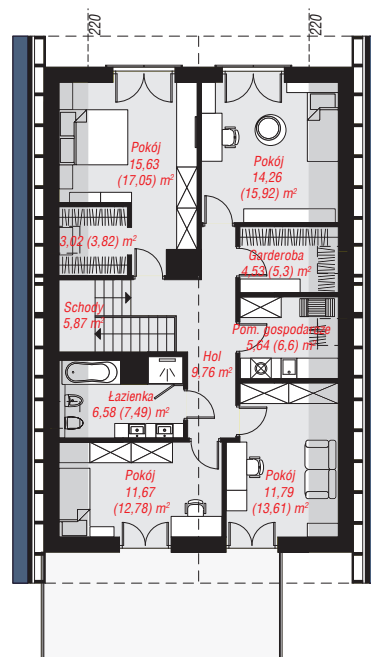 220
220
Pokój
15,63
(17,05) m²
Pokój
14,26
(15,92) m²
3,02 (3,82) m²
Garderoba
4,53 (5,3) m²
Schody
5,87 m²
Pom. gospodarcze
5,64 (6,6) m²
Hol
9,76 m²
Łazienka
6,58 (7,49) m²
Pokój
11,67
(12,78) m²
Pokój
11,79
(13,61) m²